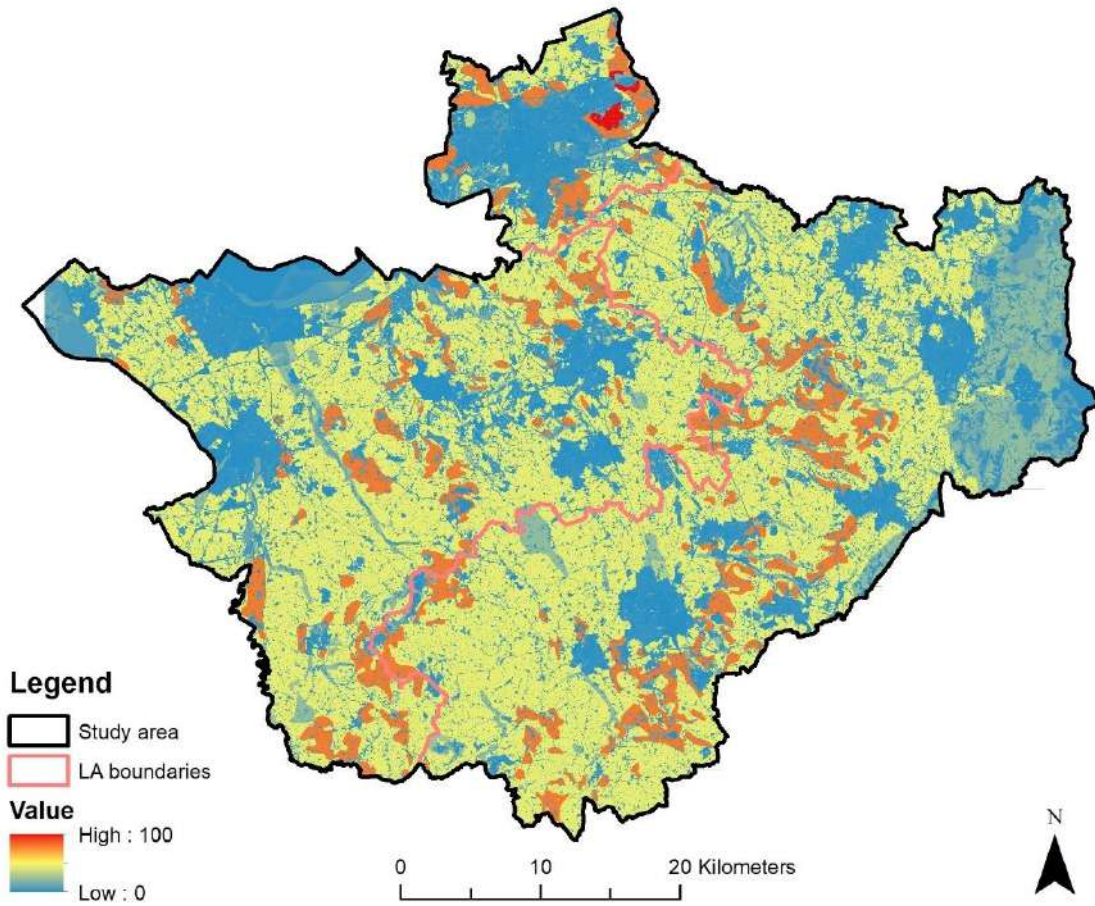 Legend
Study area
LA boundaries
Value
High : 100
Low : 0
0 10 20 Kilometers
N